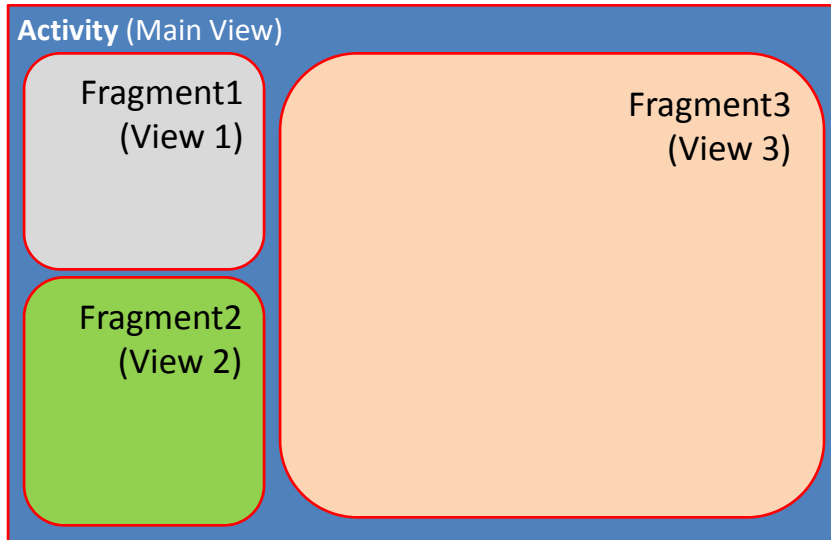 Activity (Main View)
Fragment1
(View 1)
Fragment3
(View 3)
Fragment2
(View 2)